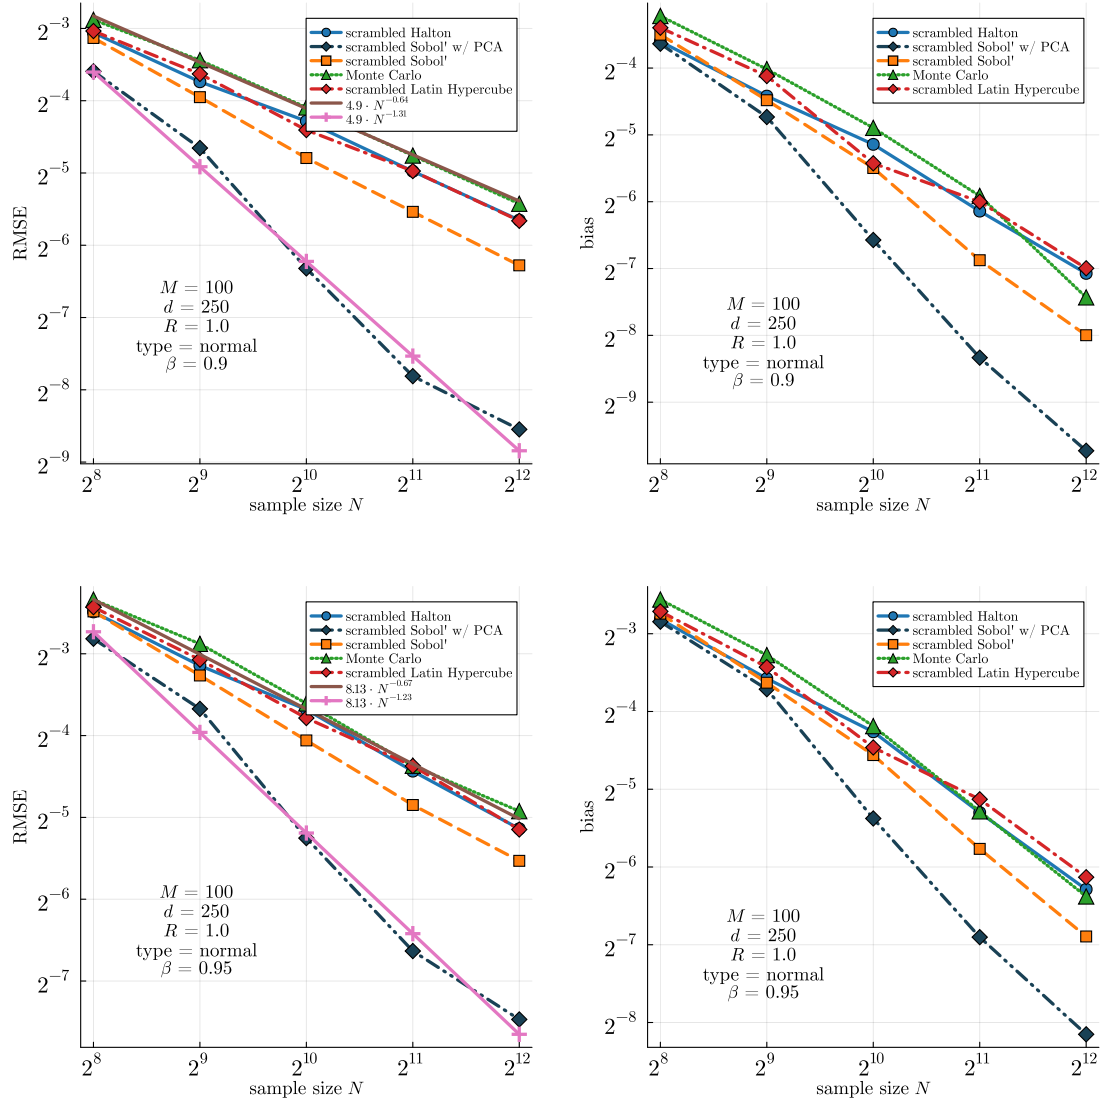 scrambled Halton
scrambled Sobol' w/ PCA
scrambled Sobol'
Monte Carlo
scrambled Latin Hypercube
4.9 · N^{−0.64}
4.9 · N^{−1.31}
2^{−3}
2^{−4}
2^{−5}
2^{−6}
2^{−7}
2^{−8}
2^{−9}
RMSE
M = 100
d = 250
R = 1.0
type = normal
β = 0.9
2^8 2^9 2^{10} 2^{11} 2^{12}
sample size N
scrambled Halton
scrambled Sobol' w/ PCA
scrambled Sobol'
Monte Carlo
scrambled Latin Hypercube
2^{−4}
2^{−5}
2^{−6}
2^{−7}
2^{−8}
2^{−9}
bias
M = 100
d = 250
R = 1.0
type = normal
β = 0.9
2^8 2^9 2^{10} 2^{11} 2^{12}
sample size N
scrambled Halton
scrambled Sobol' w/ PCA
scrambled Sobol'
Monte Carlo
scrambled Latin Hypercube
8.13 · N^{−0.67}
8.13 · N^{−1.23}
2^{−3}
2^{−4}
2^{−5}
2^{−6}
2^{−7}
RMSE
M = 100
d = 250
R = 1.0
type = normal
β = 0.95
2^8 2^9 2^{10} 2^{11} 2^{12}
sample size N
scrambled Halton
scrambled Sobol' w/ PCA
scrambled Sobol'
Monte Carlo
scrambled Latin Hypercube
2^{−3}
2^{−4}
2^{−5}
2^{−6}
2^{−7}
2^{−8}
bias
M = 100
d = 250
R = 1.0
type = normal
β = 0.95
2^8 2^9 2^{10} 2^{11} 2^{12}
sample size N